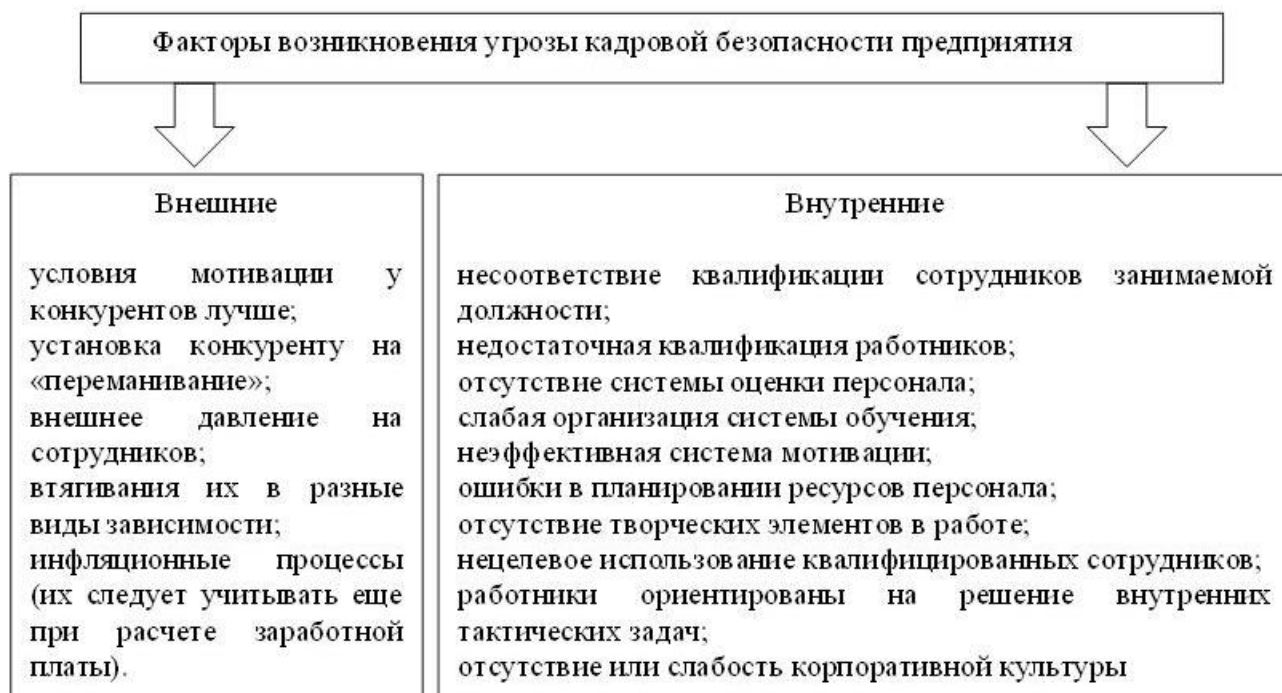 Факторы возникновения угрозы кадровой безопасности предприятия
Внешние
условия мотивации у
конкурентов лучше;
установка конкуренту на
«переманивание»;
внешнее давление на
сотрудников;
втягивания их в разные
виды зависимости;
инфляционные процессы
(их следует учитывать еще
при расчете заработной
платы).
Внутренние
несоответствие квалификации сотрудников занимаемой
должности;
недостаточная квалификация работников;
отсутствие системы оценки персонала;
слабая организация системы обучения;
неэффективная система мотивации;
ошибки в планировании ресурсов персонала;
отсутствие творческих элементов в работе;
нецелевое использование квалифицированных сотрудников;
работники ориентированы на решение внутренних
тактических задач;
отсутствие или слабость корпоративной культуры